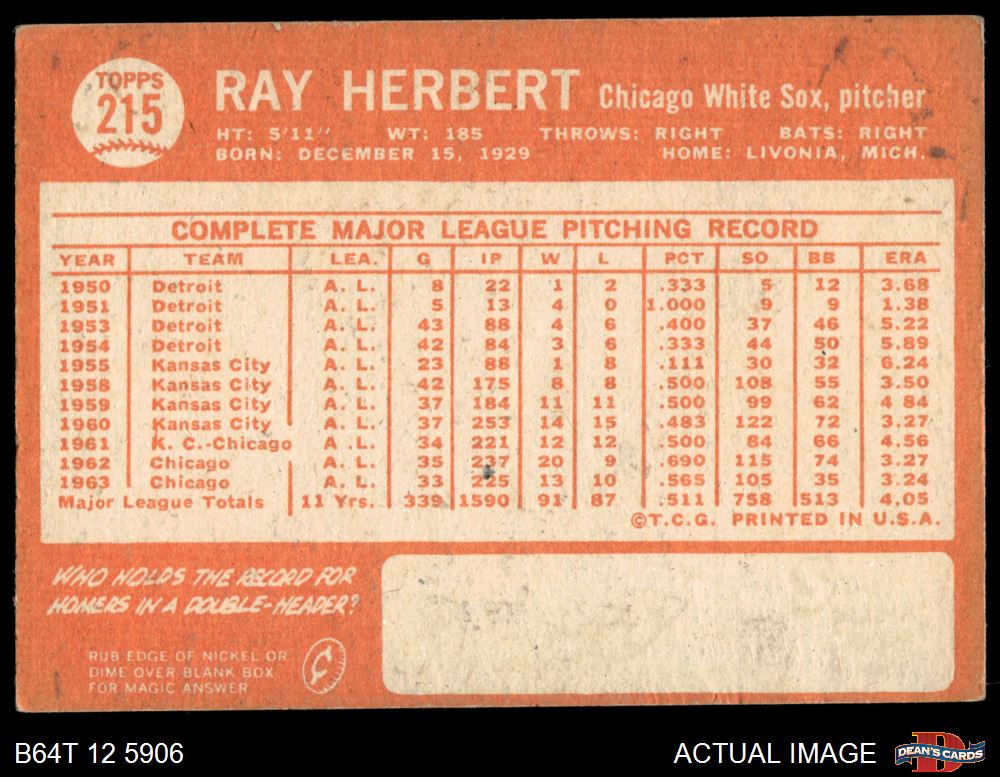 TOPPS
215
RAY HERBERT Chicago White Sox, pitcher
HT: 5'11" WT: 185 THROWS: RIGHT BATS: RIGHT
BORN: DECEMBER 15, 1929 HOME: LIVONIA, MICH.
COMPLETE MAJOR LEAGUE PITCHING RECORD
YEAR TEAM LEA. G IP W L PCT SO BB ERA
1950 Detroit A. L. 8 22 1 2 .333 5 12 3.68
1951 Detroit A. L. 5 13 4 0 1.000 9 9 1.38
1953 Detroit A. L. 43 88 4 6 .400 37 46 5.22
1954 Detroit A. L. 42 84 3 6 .333 44 50 5.89
1955 Kansas City A. L. 23 88 1 8 .111 30 32 6.24
1958 Kansas City A. L. 42 175 8 8 .500 108 55 3.50
1959 Kansas City A. L. 37 184 11 11 .500 99 62 4.84
1960 Kansas City A. L. 37 253 14 15 .483 122 72 3.27
1961 K. C.-Chicago A .L. 34 221 12 12 .500 84 66 4.56
1962 Chicago A. L. 35 237 20 9 .690 115 74 3.27
1963 Chicago A. L. 33 225 13 10 .565 105 35 3.24
Major League Totals 11 Yrs. 339 1590 91 87 .511 758 513 4.05
©T.C.G. PRINTED IN U.S.A.
WHO HOLDS THE RECORD FOR
HOMERS IN A DOUBLE-HEADER?
RUB EDGE OF NICKEL OR
DIME OVER BLANK BOX
FOR MAGIC ANSWER
B64T 12 5906 ACTUAL IMAGE DEAN'S CARDS